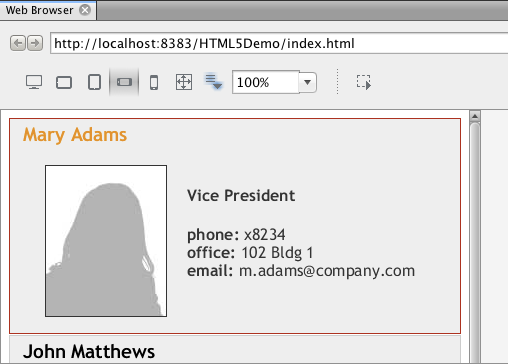 Web Browser
http://localhost:8383/HTML5Demo/index.html
100%
Mary Adams
Vice President
phone: x8234
office: 102 Bldg 1
email: m.adams@company.com
John Matthews